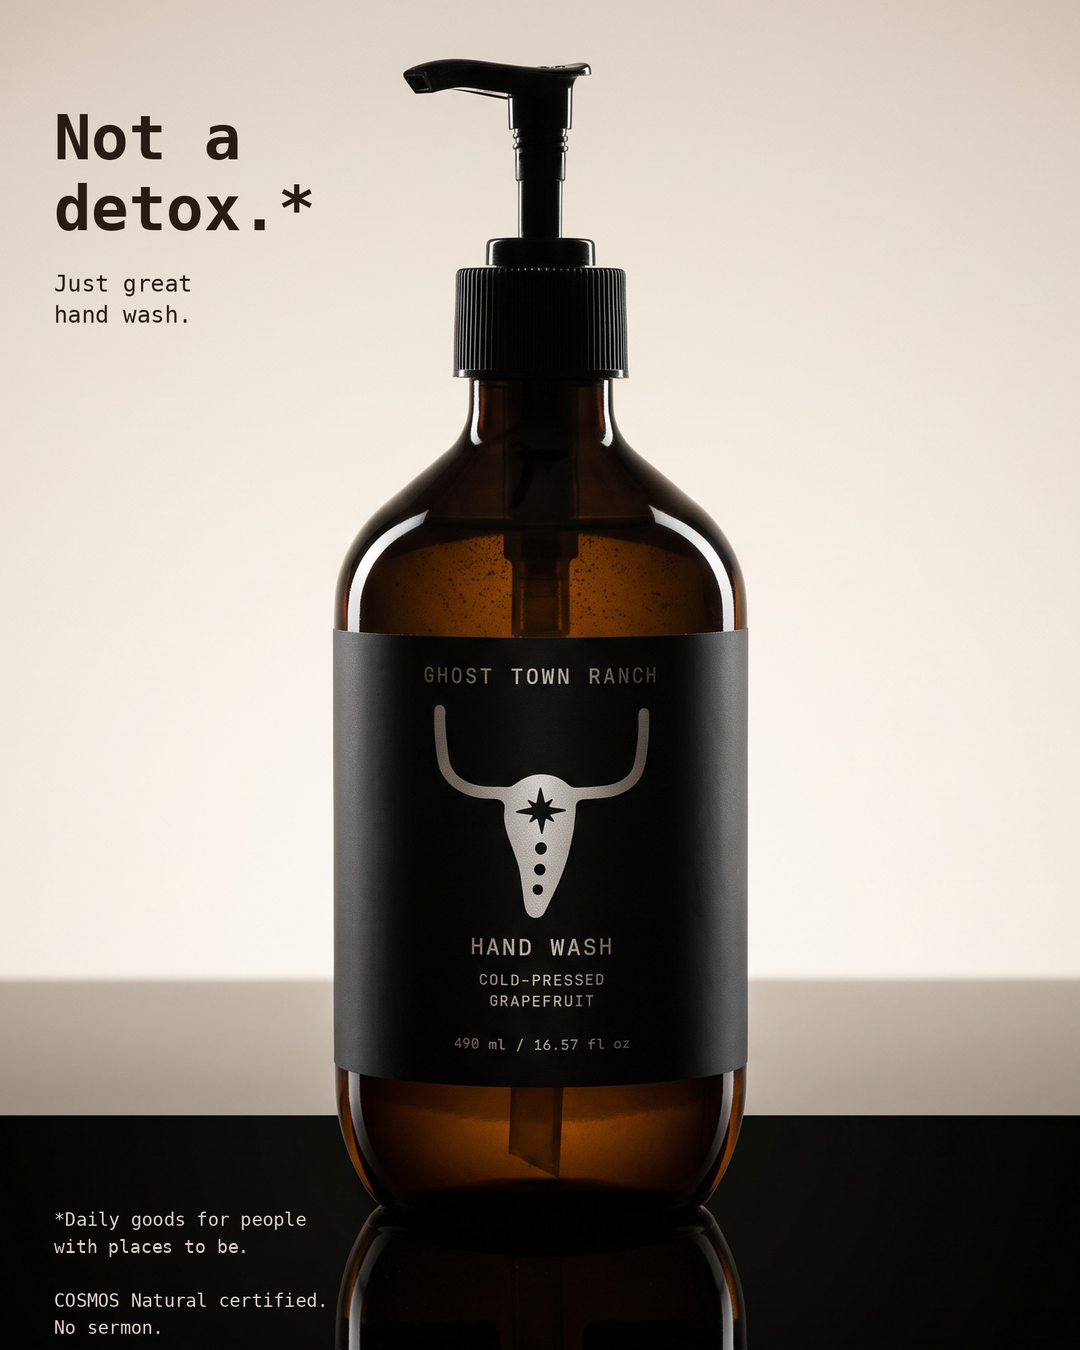 Not a
detox.*
Just great
hand wash.
GHOST TOWN RANCH
HAND WASH
COLD-PRESSED
GRAPEFRUIT
490 ml / 16.57 fl oz
*Daily goods for people
with places to be.
COSMOS Natural certified.
No sermon.